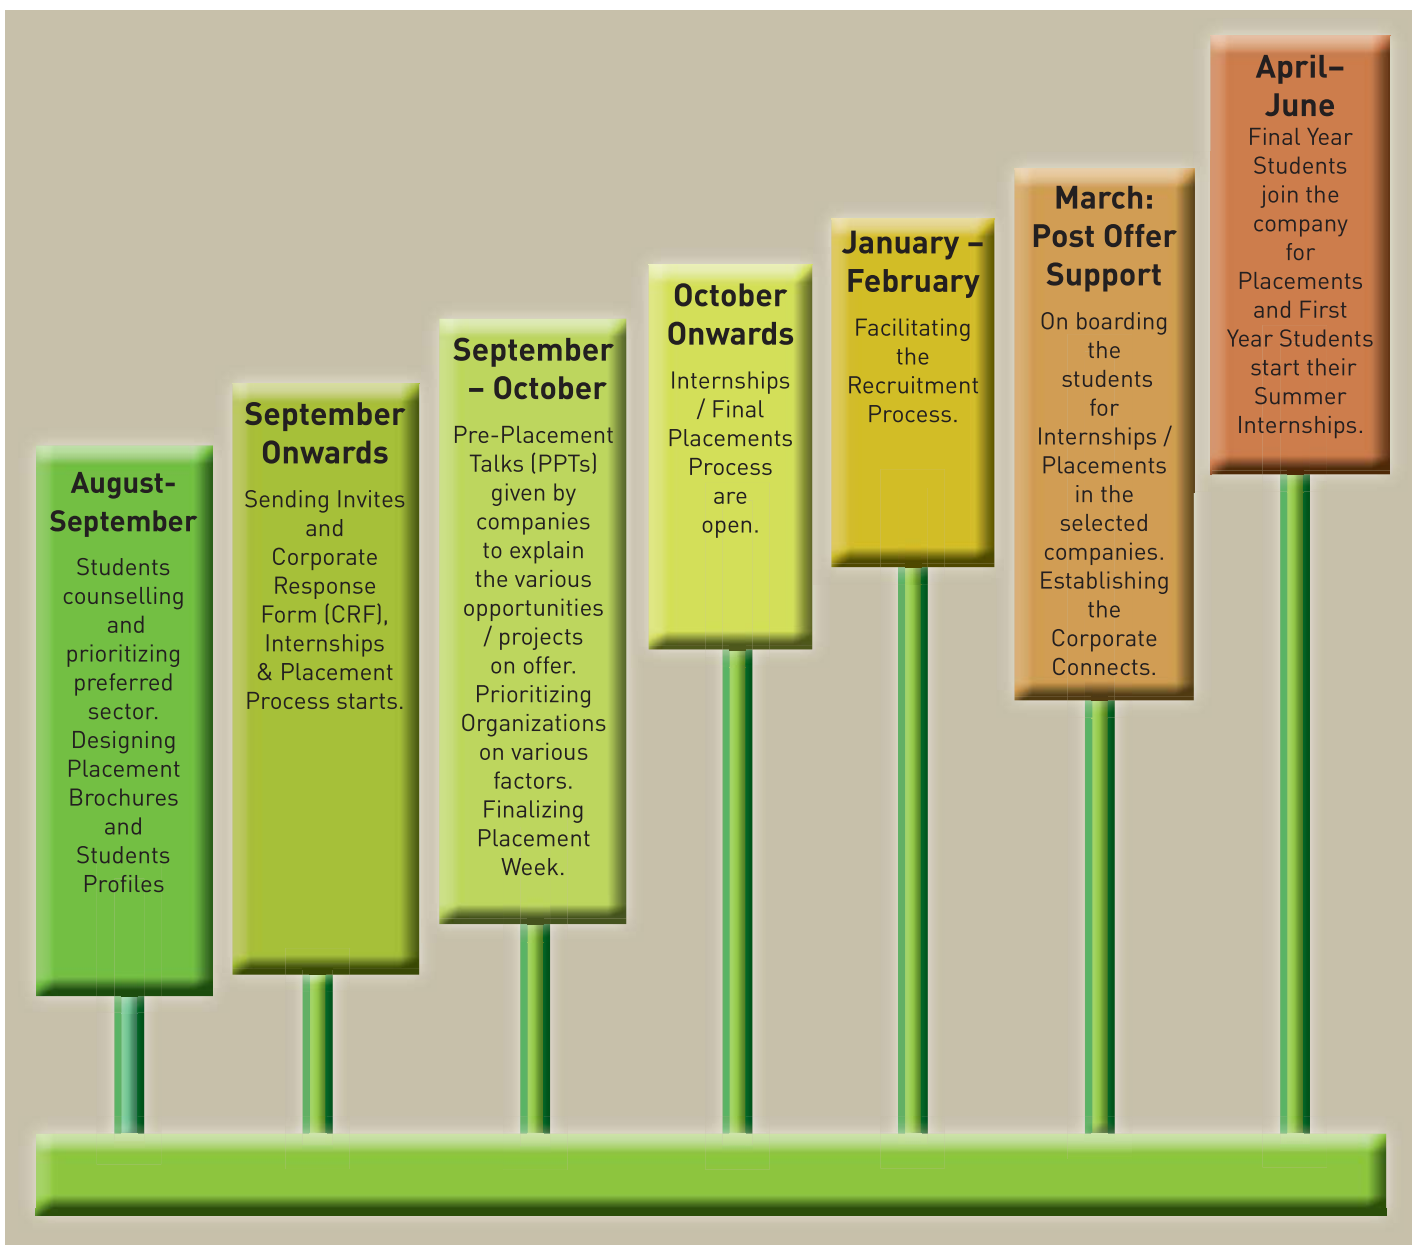 August-
September
Students
counselling
and
prioritizing
preferred
sector.
Designing
Placement
Brochures
and
Students
Profiles
September
Onwards
Sending Invites
and
Corporate
Response
Form (CRF),
Internships
& Placement
Process starts.
September
– October
Pre-Placement
Talks (PPTs)
given by
companies
to explain
the various
opportunities
/ projects
on offer.
Prioritizing
Organizations
on various
factors.
Finalizing
Placement
Week.
October
Onwards
Internships
/ Final
Placements
Process
are
open.
January –
February
Facilitating
the
Recruitment
Process.
March:
Post Offer
Support
On boarding
the
students
for
Internships /
Placements
in the
selected
companies.
Establishing
the
Corporate
Connects.
April–
June
Final Year
Students
join the
company
for
Placements
and First
Year Students
start their
Summer
Internships.